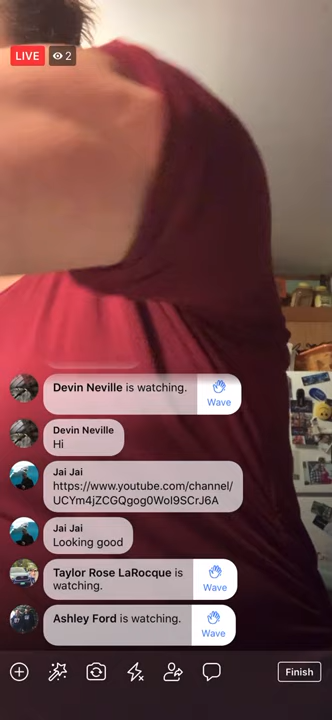 LIVE 2
Devin Neville is watching.
Wave
Devin Neville
Hi
Jai Jai
https://www.youtube.com/channel/
UCYm4jZCGQgog0WoI9SCrJ6A
Jai Jai
Looking good
Taylor Rose LaRocque is
watching.
Wave
Ashley Ford is watching.
Wave
Finish